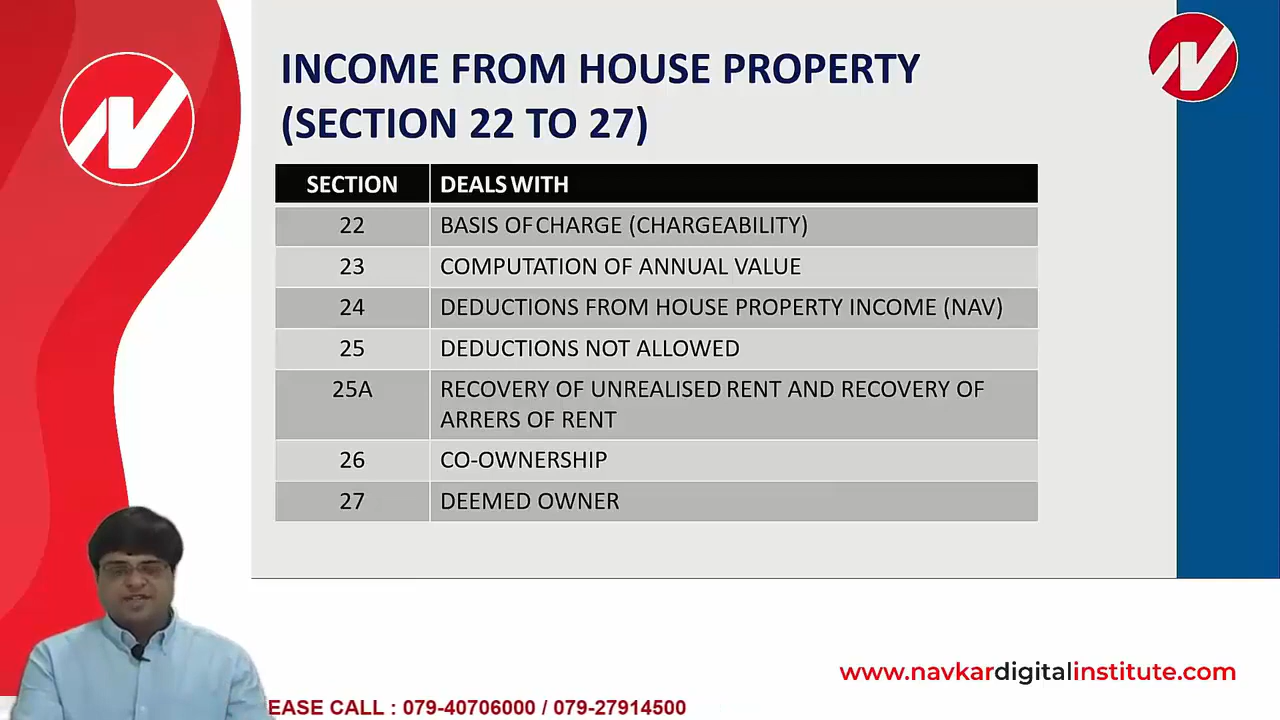 INCOME FROM HOUSE PROPERTY
(SECTION 22 TO 27)
SECTION DEALS WITH
22 BASIS OF CHARGE (CHARGEABILITY)
23 COMPUTATION OF ANNUAL VALUE
24 DEDUCTIONS FROM HOUSE PROPERTY INCOME (NAV)
25 DEDUCTIONS NOT ALLOWED
25A RECOVERY OF UNREALISED RENT AND RECOVERY OF
ARRERS OF RENT
26 CO-OWNERSHIP
27 DEEMED OWNER
www.navkardigitalinstitute.com
EASE CALL : 079-40706000 / 079-27914500